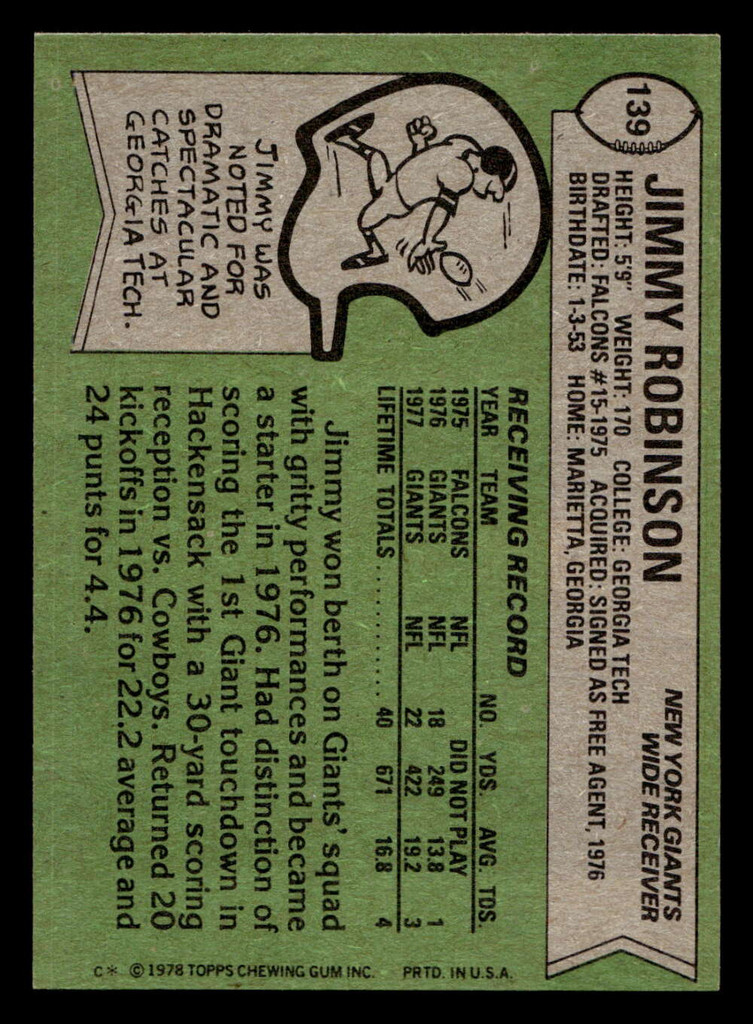 139
JIMMY ROBINSON
NEW YORK GIANTS
WIDE RECEIVER
HEIGHT: 5'9" WEIGHT: 170 COLLEGE: GEORGIA TECH
DRAFTED: FALCONS #15-1975 ACQUIRED: SIGNED AS FREE AGENT, 1976
BIRTHDATE: 1-3-53 HOME: MARIETTA, GEORGIA
JIMMY WAS
NOTED FOR
DRAMATIC AND
SPECTACULAR
CATCHES AT
GEORGIA TECH.
RECEIVING RECORD
YEAR TEAM NO. YDS. AVG. TDS.
1975 FALCONS NFL DID NOT PLAY
1976 GIANTS NFL 18 249 13.8 1
1977 GIANTS NFL 22 422 19.2 3
LIFETIME TOTALS............ 40 671 16.8 4
Jimmy won berth on Giants' squad
with gritty performances and became
a starter in 1976. Had distinction of
scoring the 1st Giant touchdown in
Hackensack with a 30-yard scoring
reception vs. Cowboys. Returned 20
kickoffs in 1976 for 22.2 average and
24 punts for 4.4.
C* © 1978 TOPPS CHEWING GUM INC. PRTD. IN U.S.A.